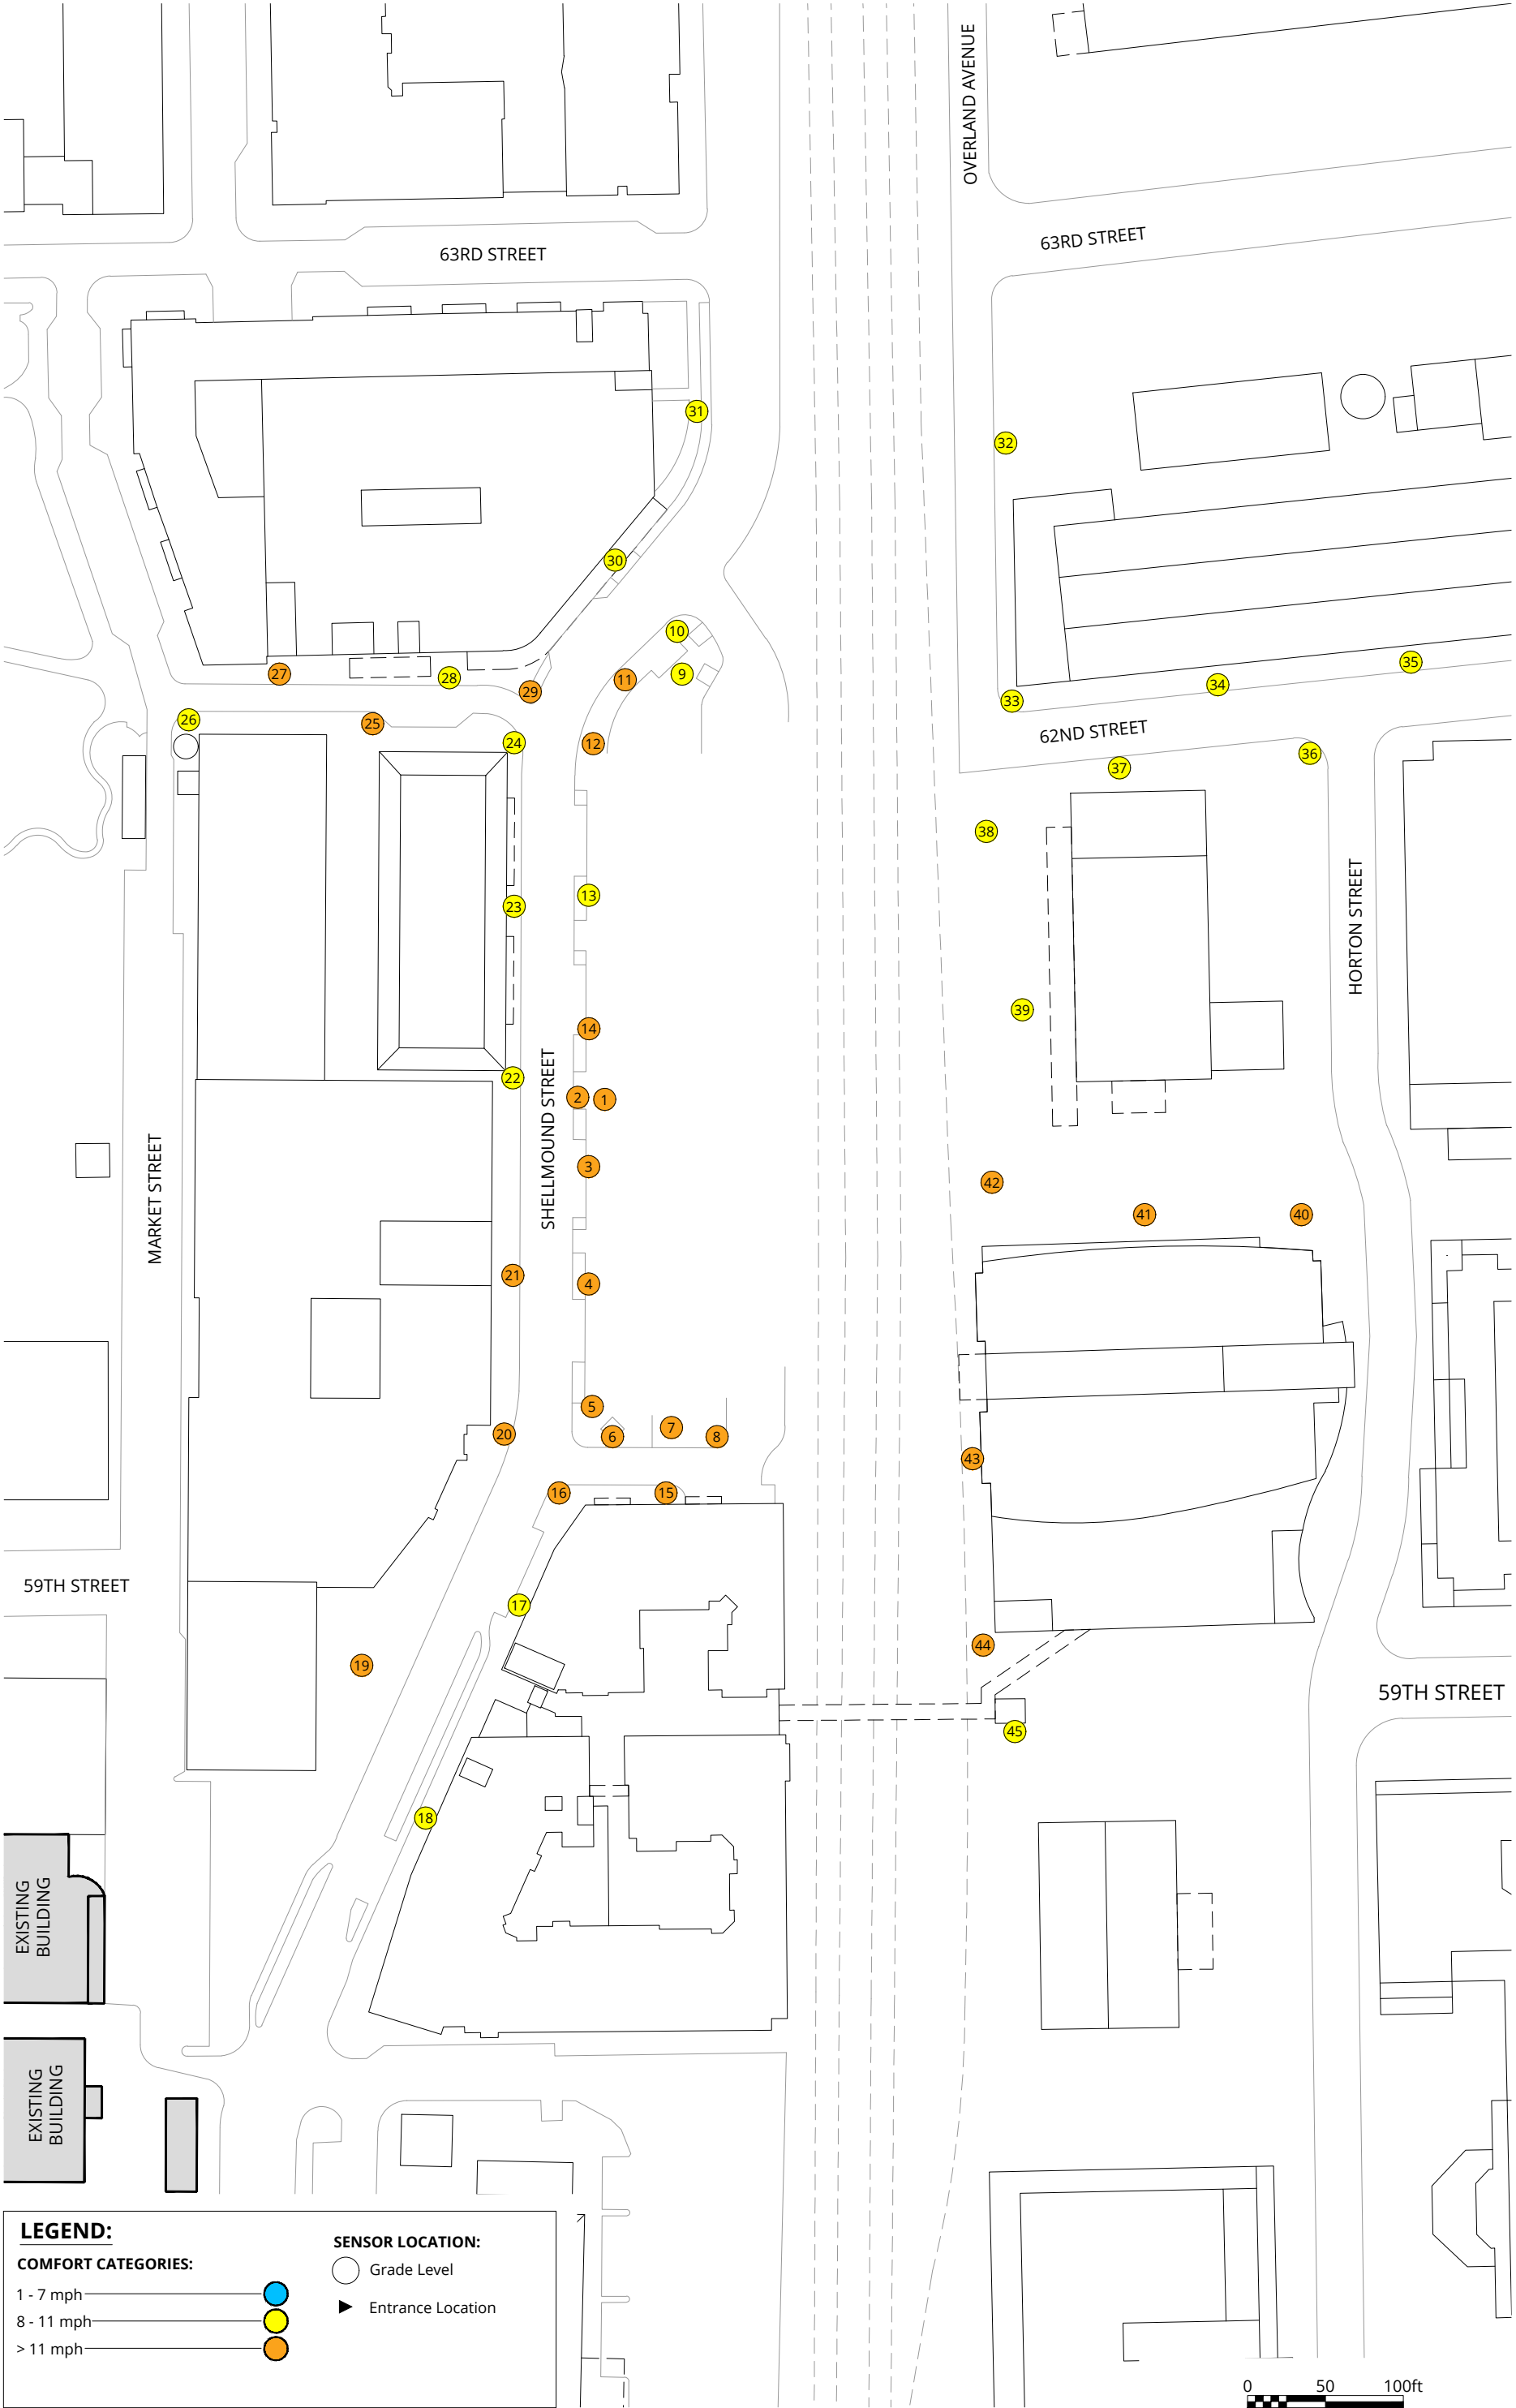 OVERLAND AVENUE
63RD STREET
63RD STREET
31
32
30
10
9
11
35
27
28
29
34
33
26
25
24
12
62ND STREET
36
37
38
13
23
HORTON STREET
39
14
22
2
1
SHELLMOUND STREET
MARKET STREET
3
42
41
40
21
4
5
20
7
6
8
43
16
15
59TH STREET
17
44
19
59TH STREET
45
18
EXISTING
BUILDING
EXISTING
BUILDING
LEGEND:
COMFORT CATEGORIES:
1 - 7 mph
8 - 11 mph
> 11 mph
SENSOR LOCATION:
Grade Level
Entrance Location
0 50 100ft